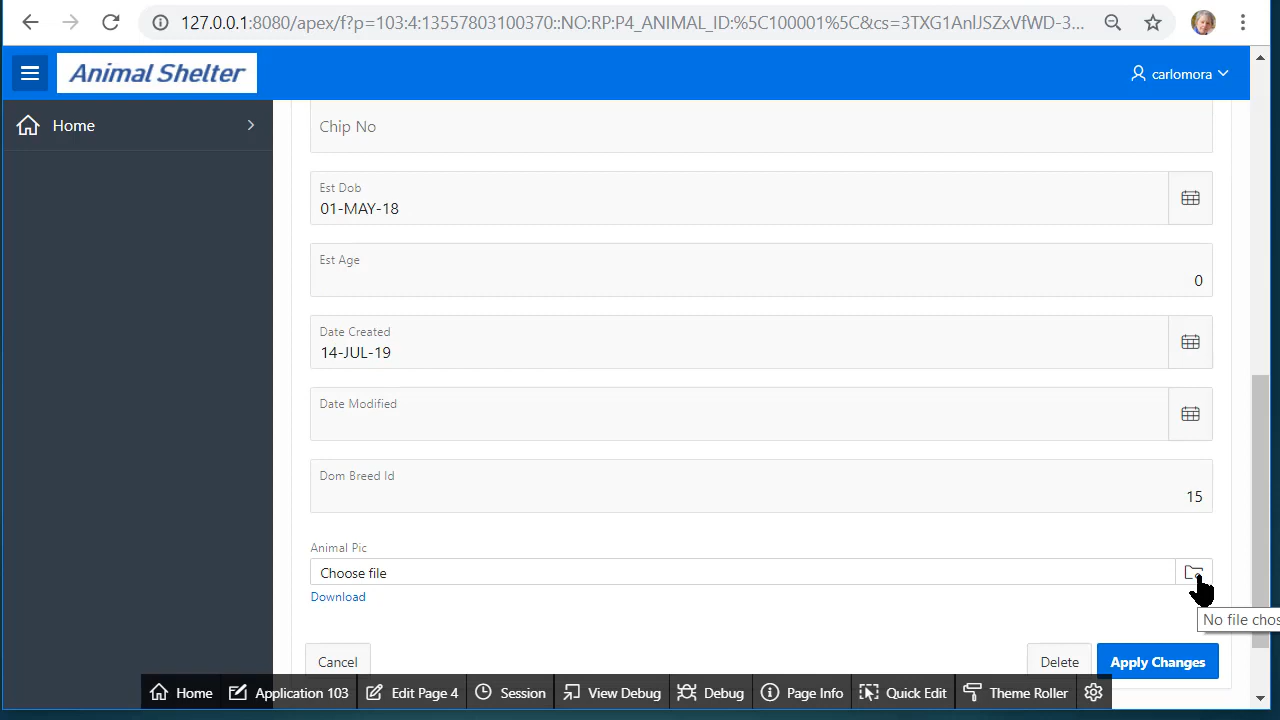 127.0.0.1:8080/apex/f?p=103:4:13557803100370::NO:RP:P4_ANIMAL_ID:%5C100001%5C&cs=3TXG1AnlJSZxVfWD-3...
Animal Shelter
carlomora
Home
Chip No
Est Dob
01-MAY-18
Est Age
0
Date Created
14-JUL-19
Date Modified
Dom Breed Id
15
Animal Pic
Choose file
Download
No file chos
Cancel
Delete
Apply Changes
Home
Application 103
Edit Page 4
Session
View Debug
Debug
Page Info
Quick Edit
Theme Roller